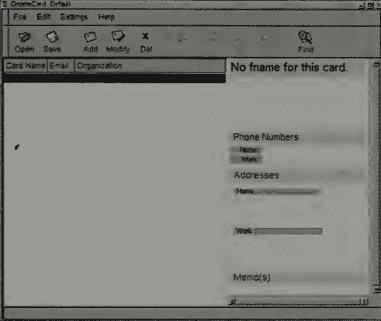 GnomeCard: Default
File Edit Settings Help
Open Save Add Modify Del Find
Card Name Email Organization
No fname for this card.
Phone Numbers
Home:
Work
Addresses
Home
Work
Memo(s)